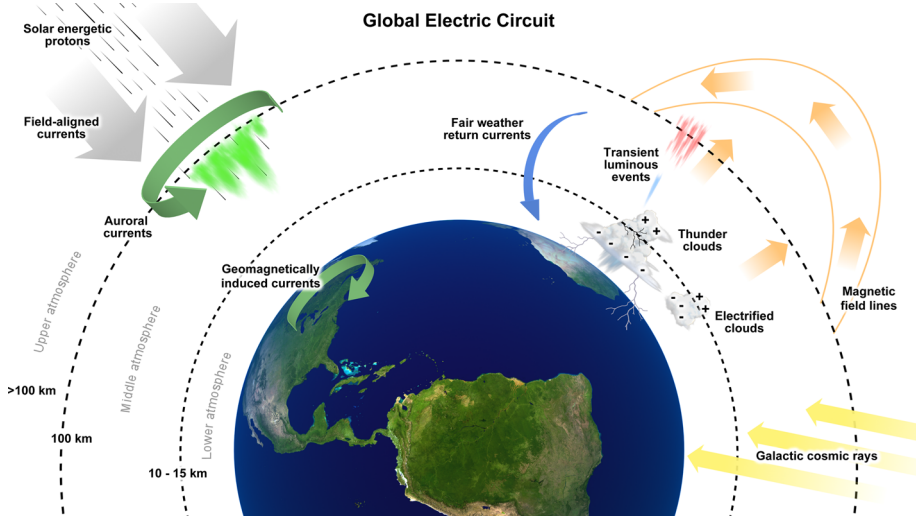 Global Electric Circuit
Solar energetic
protons
Field-aligned
currents
Auroral
currents
Fair weather
return currents
Transient
luminous
events
Thunder
clouds
Electrified
clouds
Magnetic
field lines
Geomagnetically
induced currents
Upper atmosphere
Middle atmosphere
Lower atmosphere
>100 km
100 km
10 - 15 km
Galactic cosmic rays
+
+
+
-
-
-
-
-
-
-
-
+
+
+